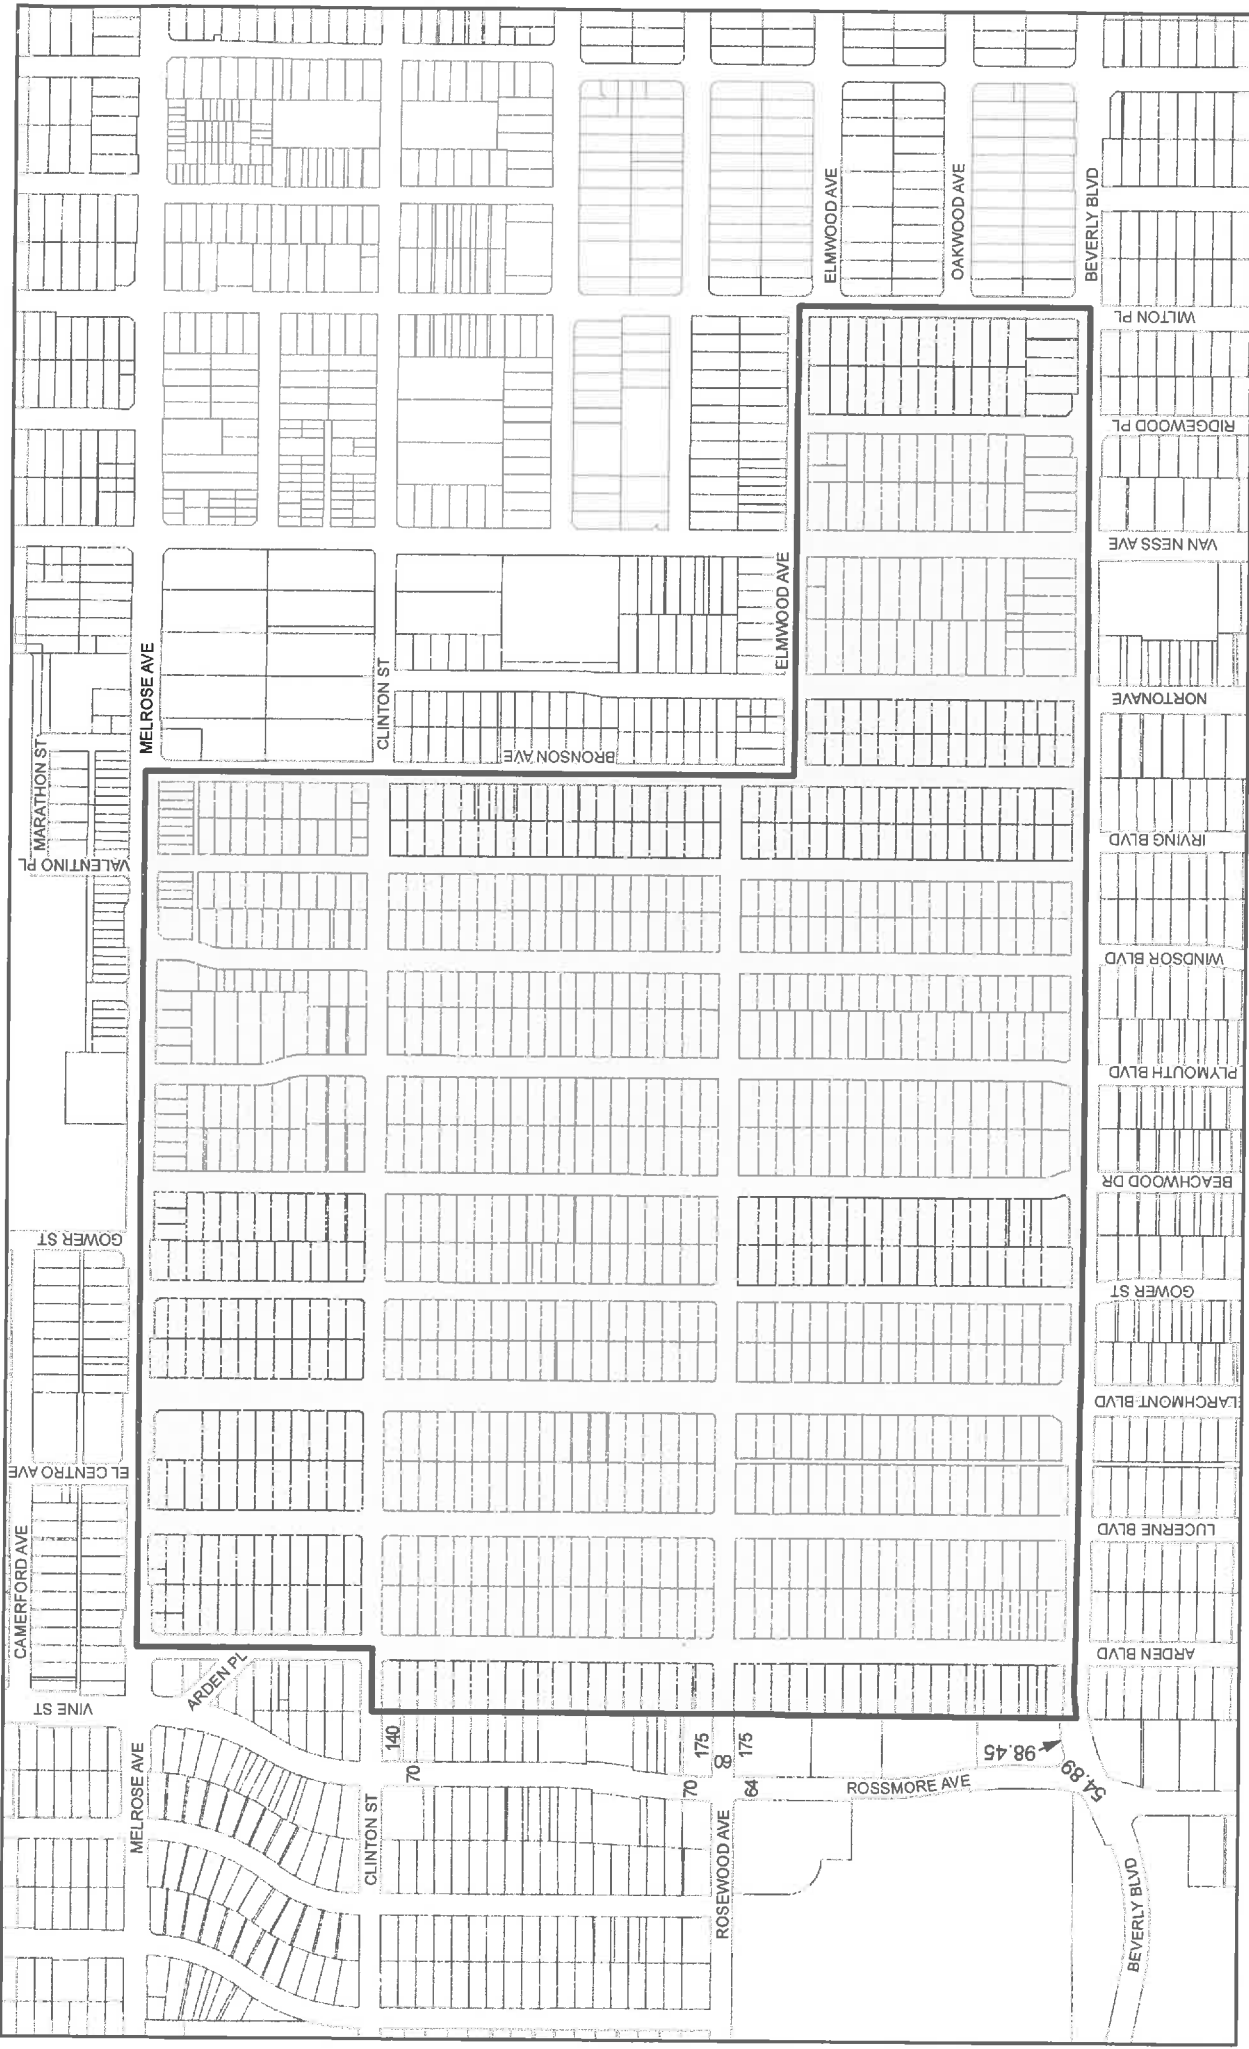 ELMWOOD AVE
OAKWOOD AVE
BEVERLY BLVD
WILTON PL
RIDGEWOOD PL
VAN NESS AVE
ELMWOOD AVE
MELROSE AVE
CLINTON ST
NORTONAVE
BRONSON AVE
MARATHON ST
VALENTINO PL
IRVING BLVD
WINDSOR BLVD
PLYMOUTH BLVD
BEACHWOOD DR
GOWER ST
GOWER ST
LARCHMONT BLVD
EL CENTRO AVE
LUCERNE BLVD
CAMERFORD AVE
ARDEN BLVD
ARDEN PL
VINE ST
140
175
175
80
98.45
70
70
64
54.89
ROSSMORE AVE
MELROSE AVE
CLINTON ST
ROSEWOOD AVE
BEVERLY BLVD